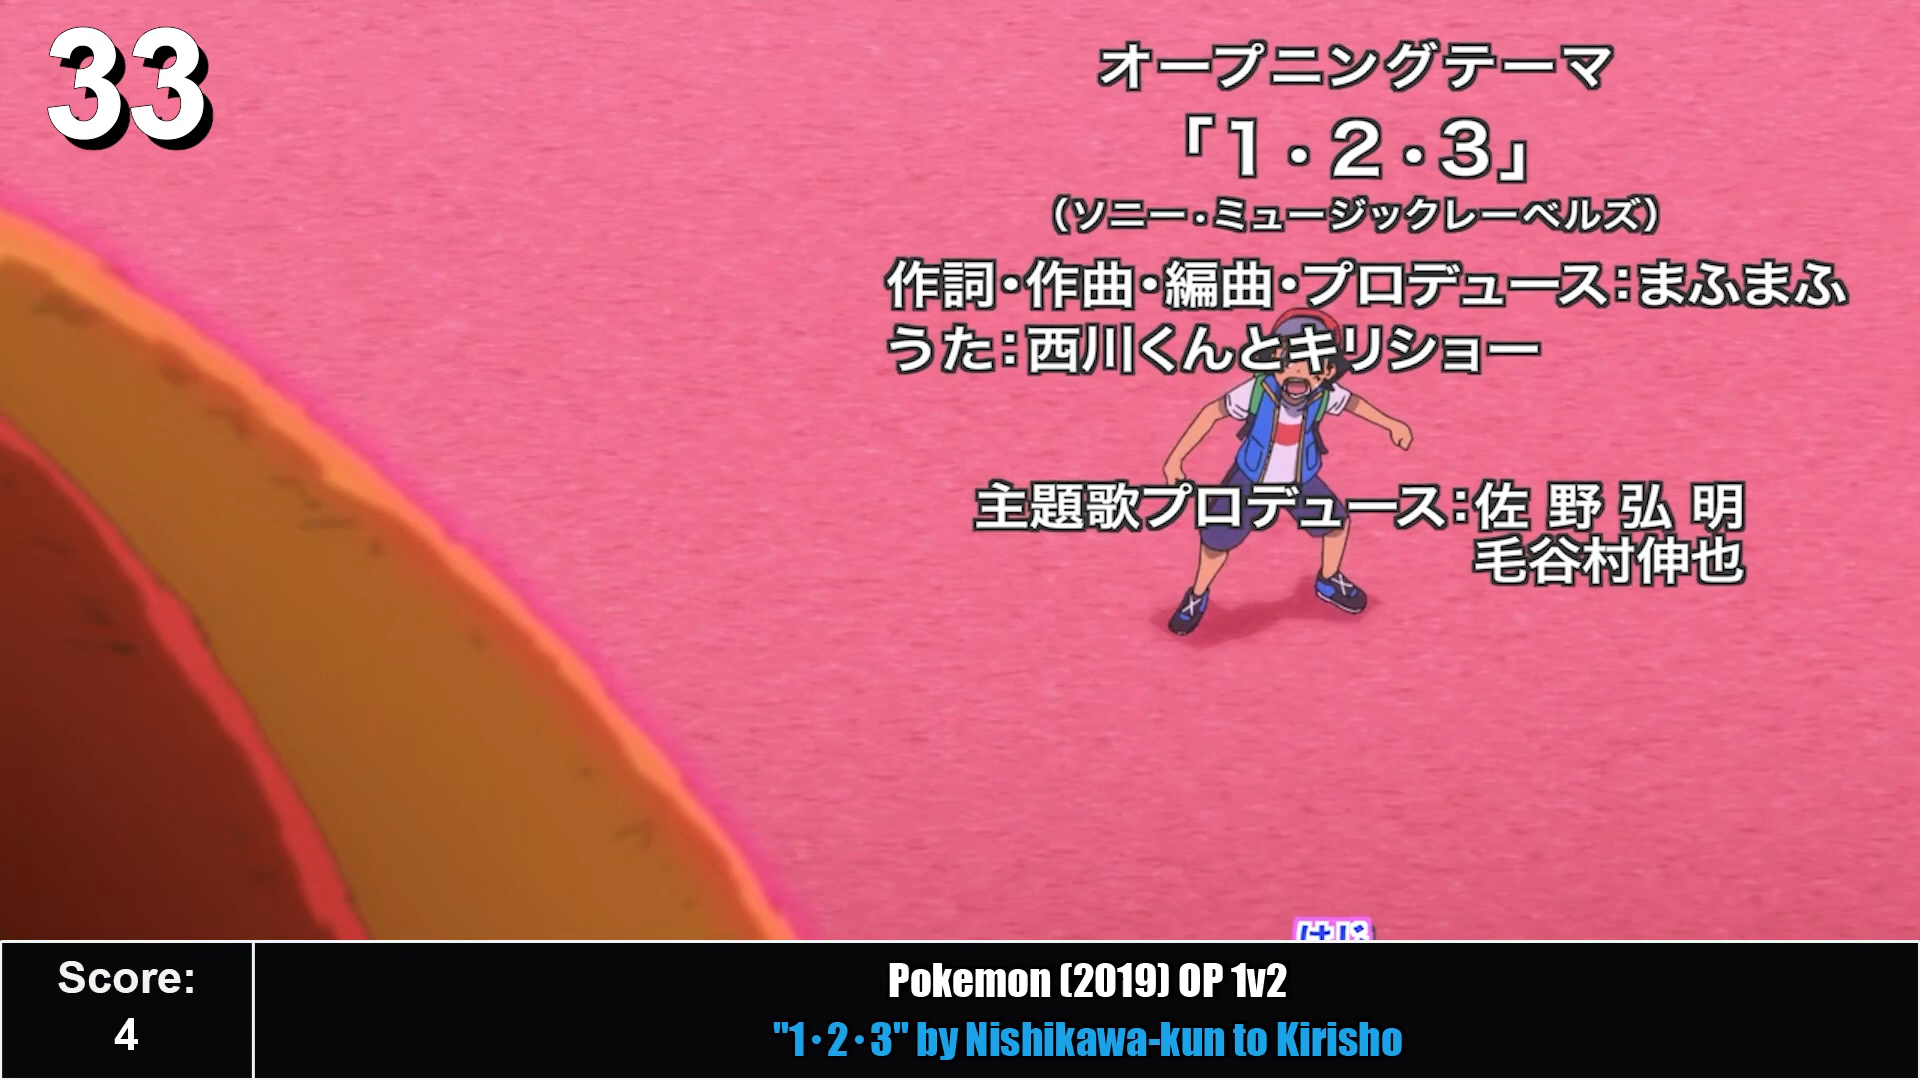 33
オープニングテーマ
「1・2・3」
(ソニー・ミュージックレーベルズ)
作詞・作曲・編曲・プロデュース:まふまふ
うた:西川くんとキリショー
主題歌プロデュース:佐野弘明
毛谷村伸也
はじ
Score:
4
Pokemon (2019) OP 1v2
"1・2・3" by Nishikawa-kun to Kirisho